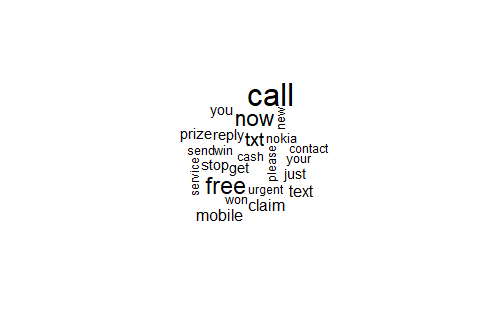 call
you
new
now
prize
reply
txt
nokia
send
win
contact
cash
your
please
stop
get
service
just
free
urgent
text
won
claim
mobile